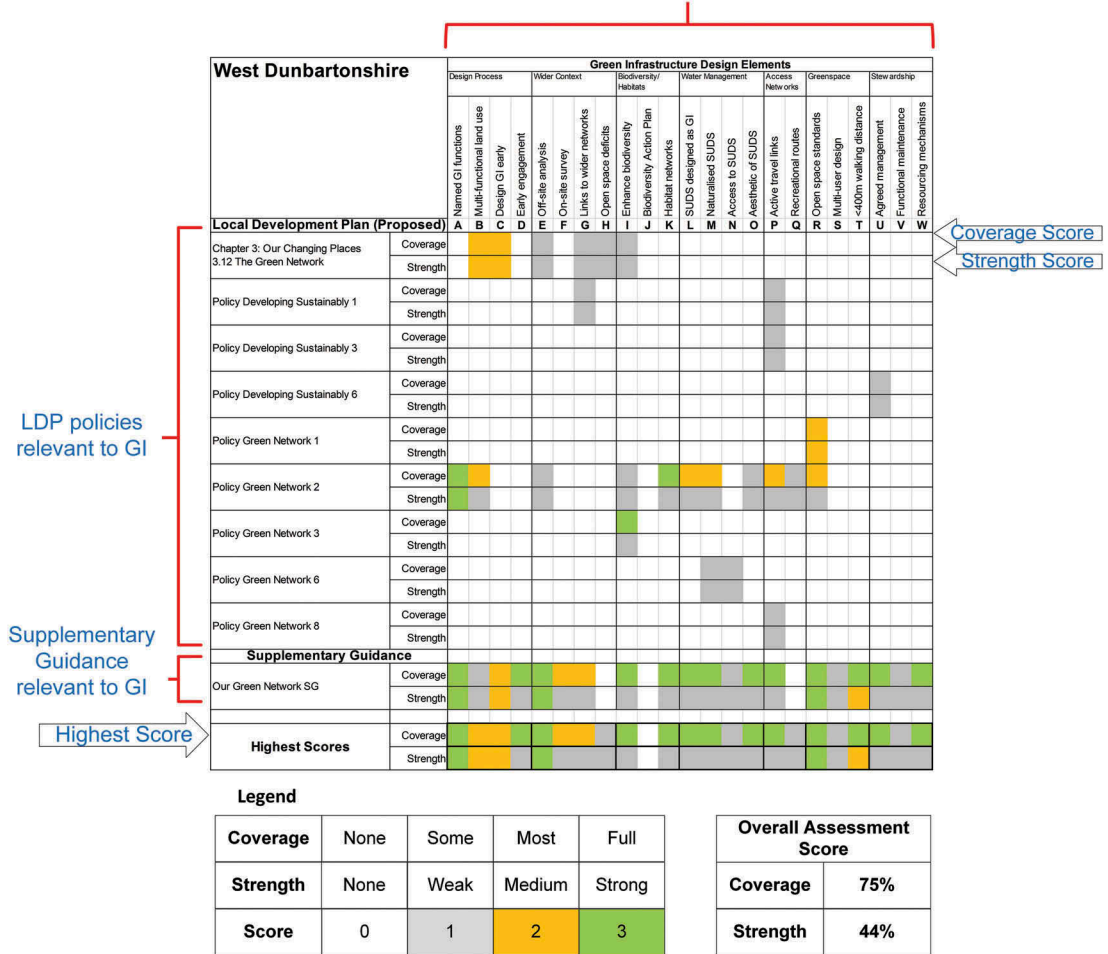 West Dunbartonshire
Green Infrastructure Design Elements
Design Process
Wider Context
Biodiversity/
Habitats
Water Management
Access
Networks
Greenspace
Stewardship
Named GI functions
Multi-functional land use
Design GI early
Early engagement
Off-site analysis
On-site survey
Links to wider networks
Open space deficits
Enhance biodiversity
Biodiversity Action Plan
Habitat networks
SUDS designed as GI
Naturalised SUDS
Access to SUDS
Aesthetic of SUDS
Active travel links
Recreational routes
Open space standards
Multi-user design
<400m walking distance
Agreed management
Functional maintenance
Resourcing mechanisms
Local Development Plan (Proposed) A B C D E F G H I J K L M N O P Q R S T U V W
Coverage Score
Strength Score
Chapter 3: Our Changing Places
3.12 The Green Network
Coverage
Strength
Policy Developing Sustainably 1
Coverage
Strength
Policy Developing Sustainably 3
Coverage
Strength
Policy Developing Sustainably 6
Coverage
Strength
LDP policies
relevant to GI
Policy Green Network 1
Coverage
Strength
Policy Green Network 2
Coverage
Strength
Policy Green Network 3
Coverage
Strength
Policy Green Network 6
Coverage
Strength
Policy Green Network 8
Coverage
Strength
Supplementary
Guidance
relevant to GI
Supplementary Guidance
Our Green Network SG
Coverage
Strength
Highest Score
Highest Scores
Coverage
Strength
Legend
Coverage None Some Most Full
Strength None Weak Medium Strong
Score 0 1 2 3
Overall Assessment
Score
Coverage 75%
Strength 44%